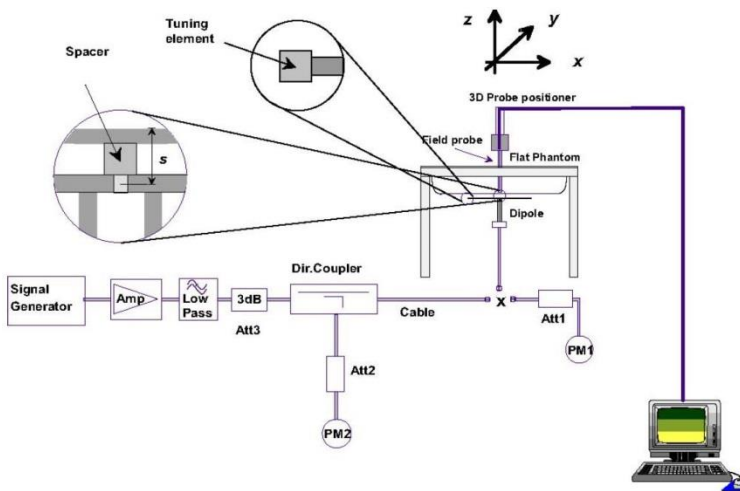 Tuning
element
Spacer
s
z
y
x
3D Probe positioner
Field probe
Flat Phantom
Dipole
Signal
Generator
Amp
Low
Pass
3dB
Att3
Dir.Coupler
Cable
x
Att1
PM1
Att2
PM2